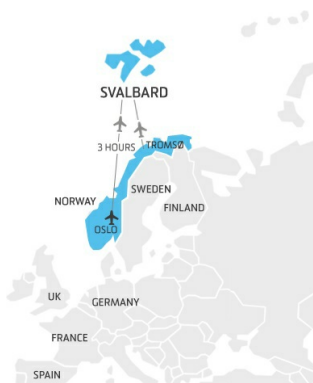 SVALBARD
3 HOURS
TROMSØ
SWEDEN
NORWAY
FINLAND
OSLO
UK
GERMANY
FRANCE
SPAIN